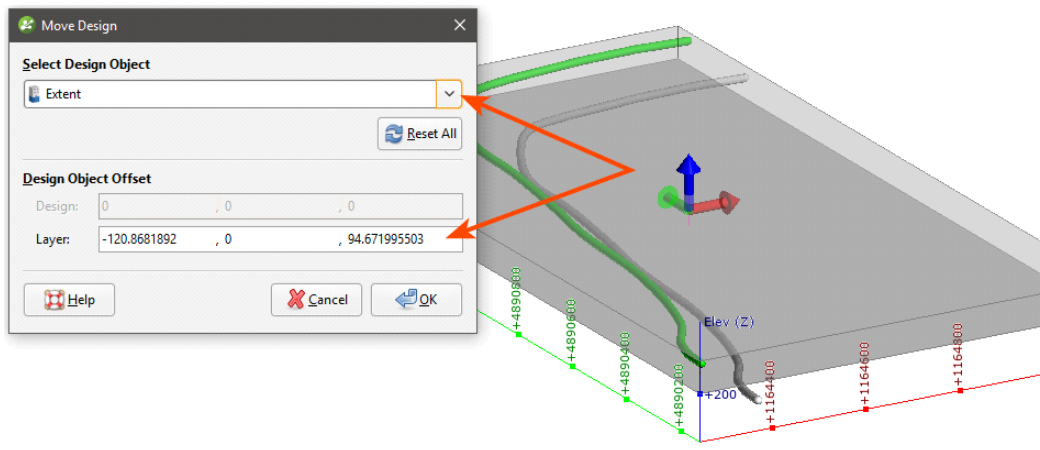 Move Design
Select Design Object
Extent
Reset All
Design Object Offset
Design: 0 , 0 , 0
Layer: -120.8681892 , 0 , 94.671995503
Help
Cancel
OK
Elev (Z)
+200
+4890800
+4890600
+4890400
+4890200
+1164400
+1164600
+1164800